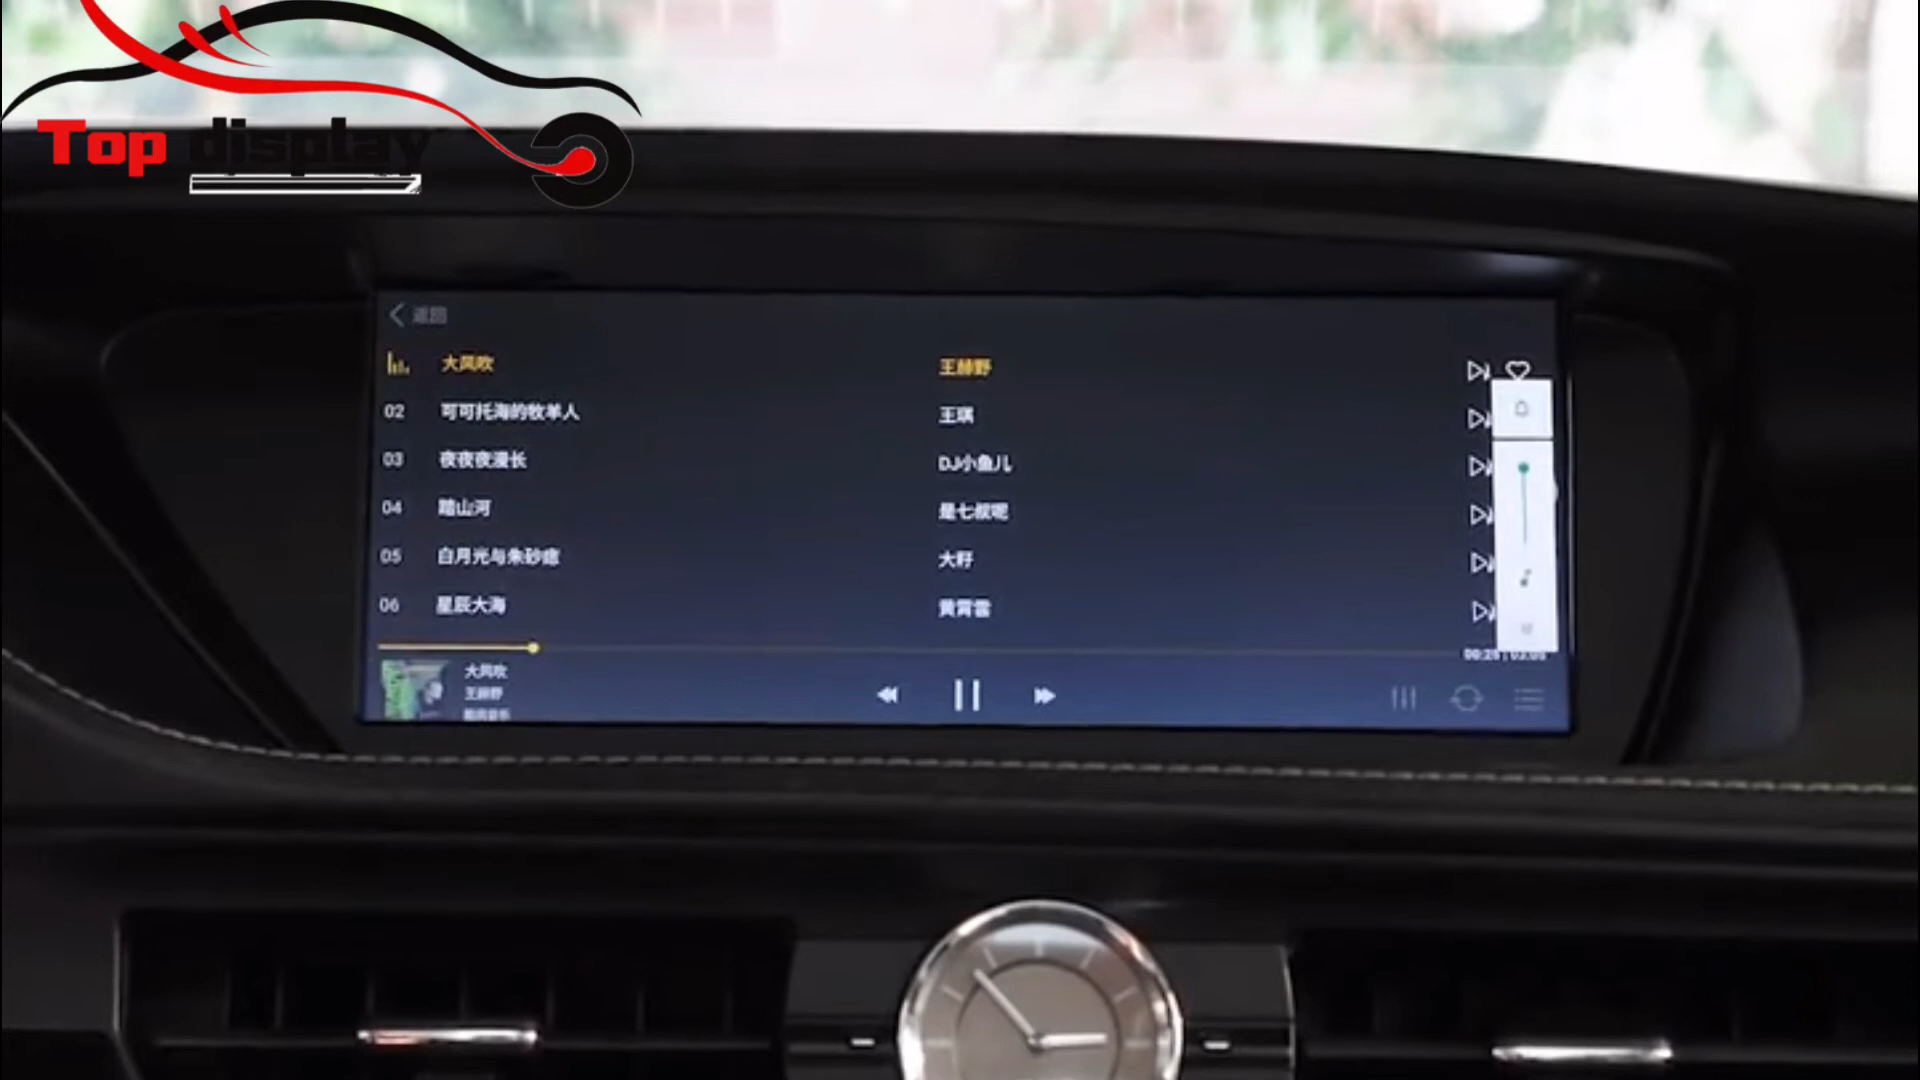 Top display
返回
大风吹 王赫野
02 可可托海的牧羊人 王琪
03 夜夜夜漫长 DJ小鱼儿
04 踏山河 是七叔呢
05 白月光与朱砂痣 大籽
06 星辰大海 黄霄雲
大风吹
王赫野